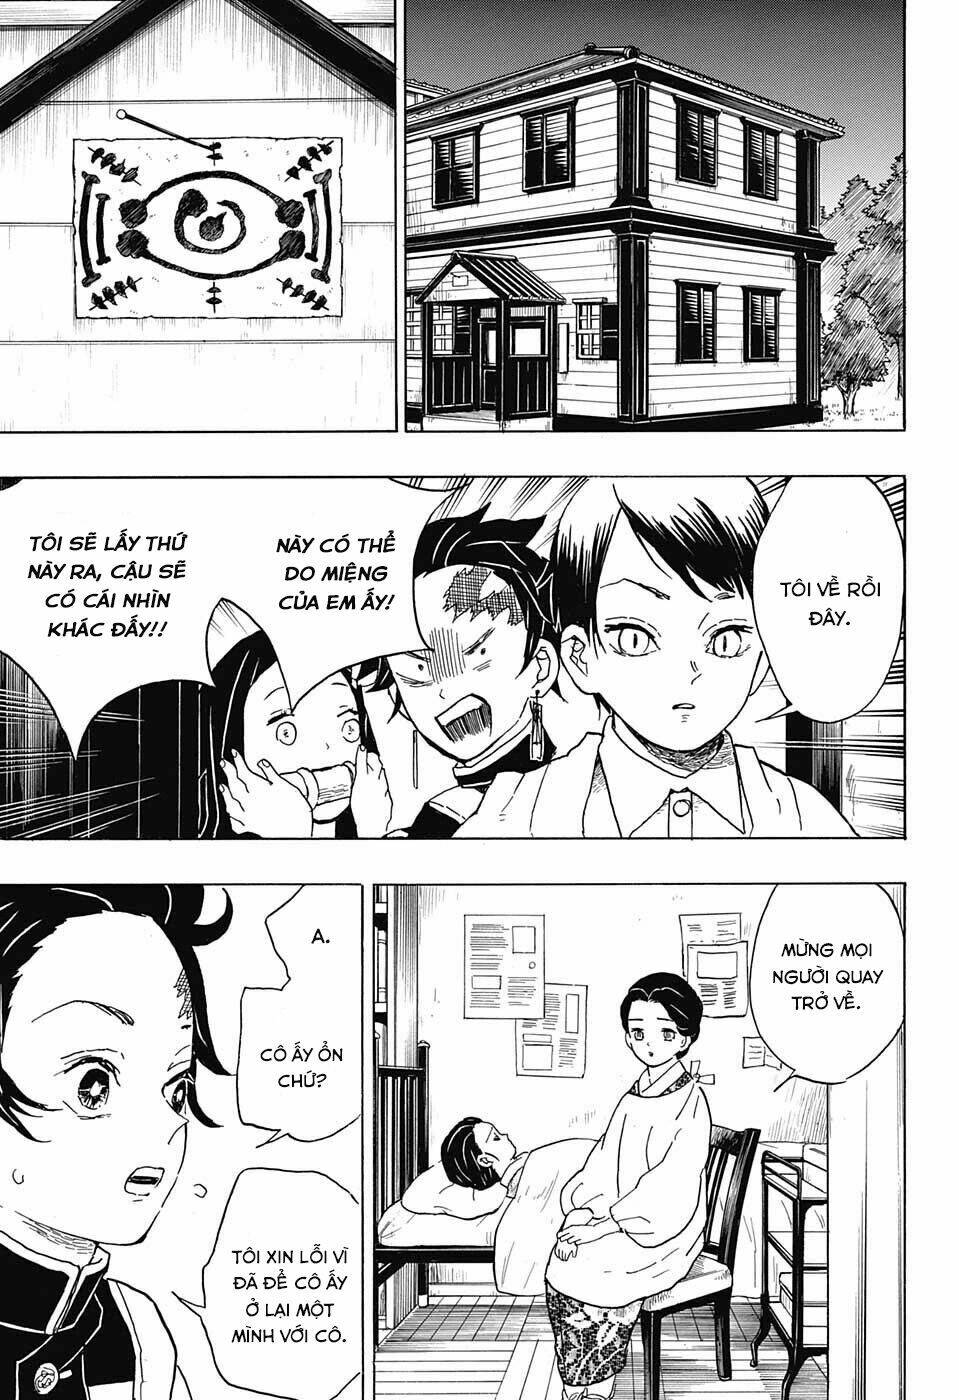 TÔI VỀ RỒI
ĐÂY.
NÀY CÓ THỂ
DO MIỆNG
CỦA EM ẤY!
TÔI SẼ LẤY THỨ
NÀY RA, CẬU SẼ
CÓ CÁI NHÌN
KHÁC ĐẤY!!
MỪNG MỌI
NGƯỜI QUAY
TRỞ VỀ.
A.
CÔ ẤY ỔN
CHỨ?
TÔI XIN LỖI VÌ
ĐÃ ĐỂ CÔ ẤY
Ở LẠI MỘT
MÌNH VỚI CÔ.